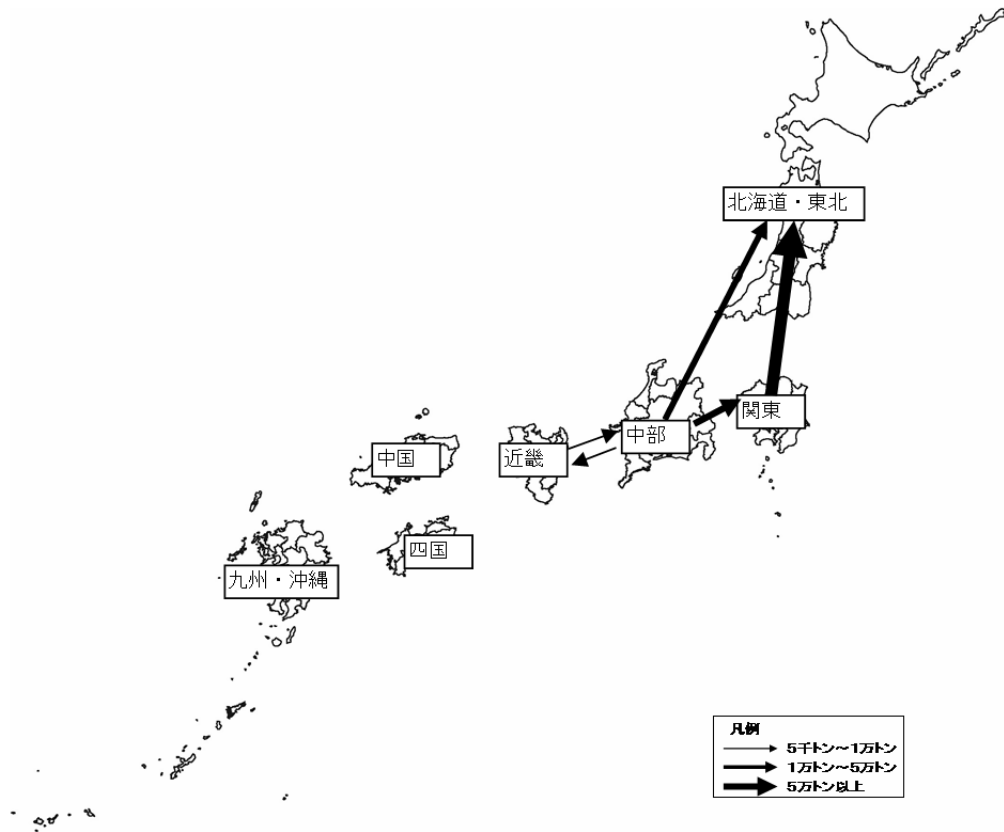 北海道・東北
関東
中部
近畿
中国
四国
九州・沖縄
凡例
5千トン～1万トン
1万トン～5万トン
5万トン以上